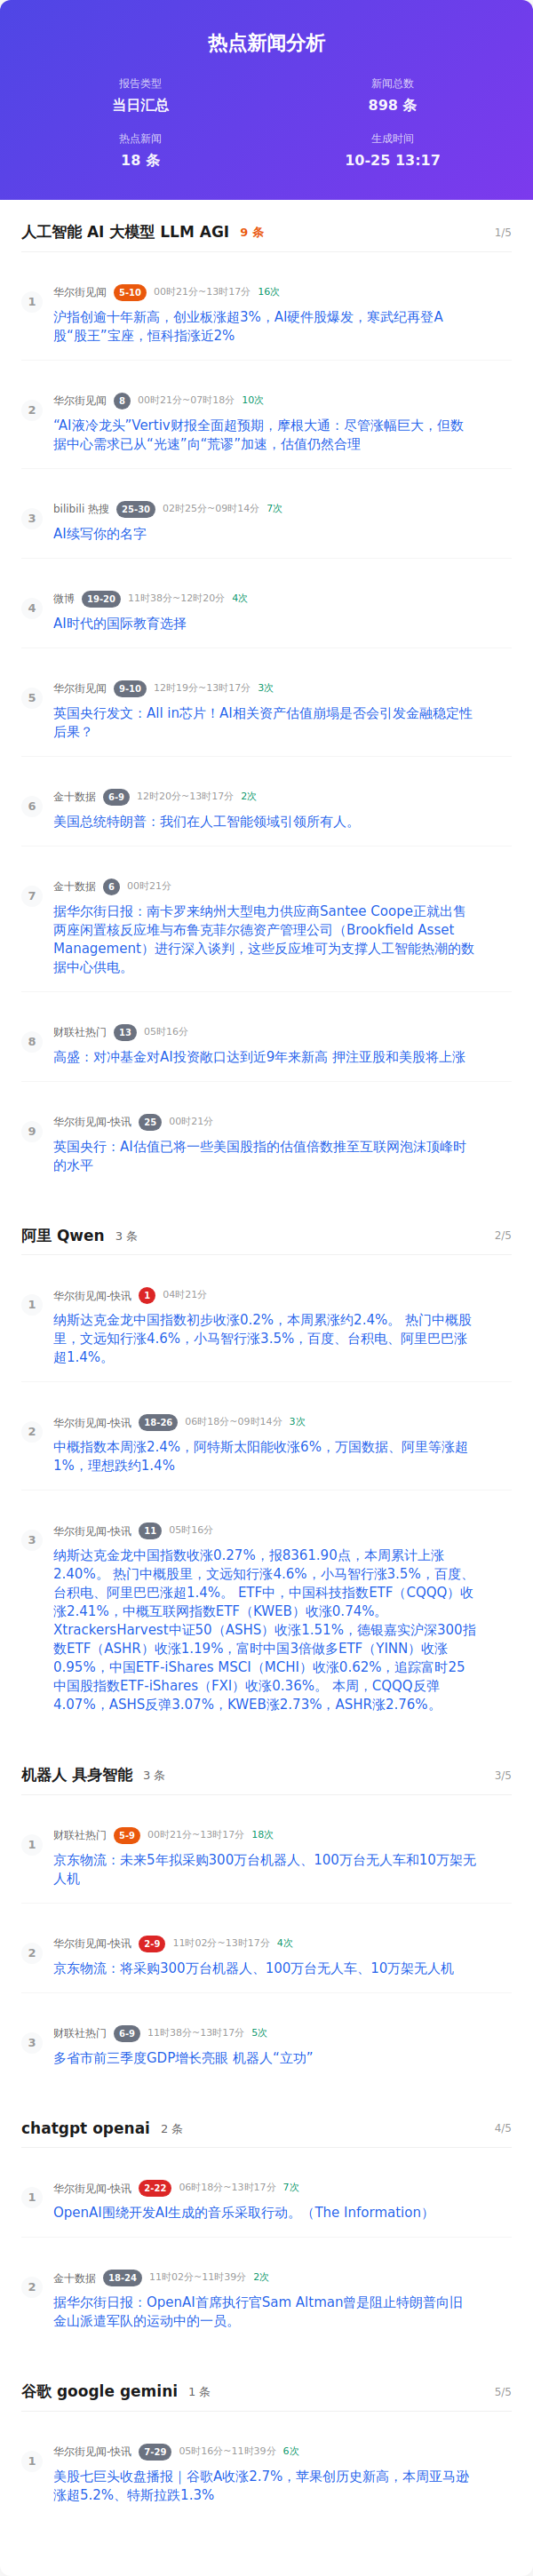 热点新闻分析
报告类型
当日汇总
新闻总数
898 条
热点新闻
18 条
生成时间
10-25 13:17
人工智能 AI 大模型 LLM AGI 9 条 1/5
1
华尔街见闻 5-10 00时21分~13时17分 16次
沪指创逾十年新高，创业板涨超3%，AI硬件股爆发，寒武纪再登A
股“股王”宝座，恒科指涨近2%
2
华尔街见闻 8 00时21分~07时18分 10次
“AI液冷龙头”Vertiv财报全面超预期，摩根大通：尽管涨幅巨大，但数
据中心需求已从“光速”向“荒谬”加速，估值仍然合理
3
bilibili 热搜 25-30 02时25分~09时14分 7次
AI续写你的名字
4
微博 19-20 11时38分~12时20分 4次
AI时代的国际教育选择
5
华尔街见闻 9-10 12时19分~13时17分 3次
英国央行发文：All in芯片！AI相关资产估值崩塌是否会引发金融稳定性
后果？
6
金十数据 6-9 12时20分~13时17分 2次
美国总统特朗普：我们在人工智能领域引领所有人。
7
金十数据 6 00时21分
据华尔街日报：南卡罗来纳州大型电力供应商Santee Coope正就出售
两座闲置核反应堆与布鲁克菲尔德资产管理公司（Brookfield Asset
Management）进行深入谈判，这些反应堆可为支撑人工智能热潮的数
据中心供电。
8
财联社热门 13 05时16分
高盛：对冲基金对AI投资敞口达到近9年来新高 押注亚股和美股将上涨
9
华尔街见闻-快讯 25 00时21分
英国央行：AI估值已将一些美国股指的估值倍数推至互联网泡沫顶峰时
的水平
阿里 Qwen 3 条 2/5
1
华尔街见闻-快讯 1 04时21分
纳斯达克金龙中国指数初步收涨0.2%，本周累涨约2.4%。 热门中概股
里，文远知行涨4.6%，小马智行涨3.5%，百度、台积电、阿里巴巴涨
超1.4%。
2
华尔街见闻-快讯 18-26 06时18分~09时14分 3次
中概指数本周涨2.4%，阿特斯太阳能收涨6%，万国数据、阿里等涨超
1%，理想跌约1.4%
3
华尔街见闻-快讯 11 05时16分
纳斯达克金龙中国指数收涨0.27%，报8361.90点，本周累计上涨
2.40%。 热门中概股里，文远知行涨4.6%，小马智行涨3.5%，百度、
台积电、阿里巴巴涨超1.4%。 ETF中，中国科技指数ETF（CQQQ）收
涨2.41%，中概互联网指数ETF（KWEB）收涨0.74%。
XtrackersHarvest中证50（ASHS）收涨1.51%，德银嘉实沪深300指
数ETF（ASHR）收涨1.19%，富时中国3倍做多ETF（YINN）收涨
0.95%，中国ETF-iShares MSCI（MCHI）收涨0.62%，追踪富时25
中国股指数ETF-iShares（FXI）收涨0.36%。 本周，CQQQ反弹
4.07%，ASHS反弹3.07%，KWEB涨2.73%，ASHR涨2.76%。
机器人 具身智能 3 条 3/5
1
财联社热门 5-9 00时21分~13时17分 18次
京东物流：未来5年拟采购300万台机器人、100万台无人车和10万架无
人机
2
华尔街见闻-快讯 2-9 11时02分~13时17分 4次
京东物流：将采购300万台机器人、100万台无人车、10万架无人机
3
财联社热门 6-9 11时38分~13时17分 5次
多省市前三季度GDP增长亮眼 机器人“立功”
chatgpt openai 2 条 4/5
1
华尔街见闻-快讯 2-22 06时18分~13时17分 7次
OpenAI围绕开发AI生成的音乐采取行动。（The Information）
2
金十数据 18-24 11时02分~11时39分 2次
据华尔街日报：OpenAI首席执行官Sam Altman曾是阻止特朗普向旧
金山派遣军队的运动中的一员。
谷歌 google gemini 1 条 5/5
1
华尔街见闻-快讯 7-29 05时16分~11时39分 6次
美股七巨头收盘播报｜谷歌A收涨2.7%，苹果创历史新高，本周亚马逊
涨超5.2%、特斯拉跌1.3%